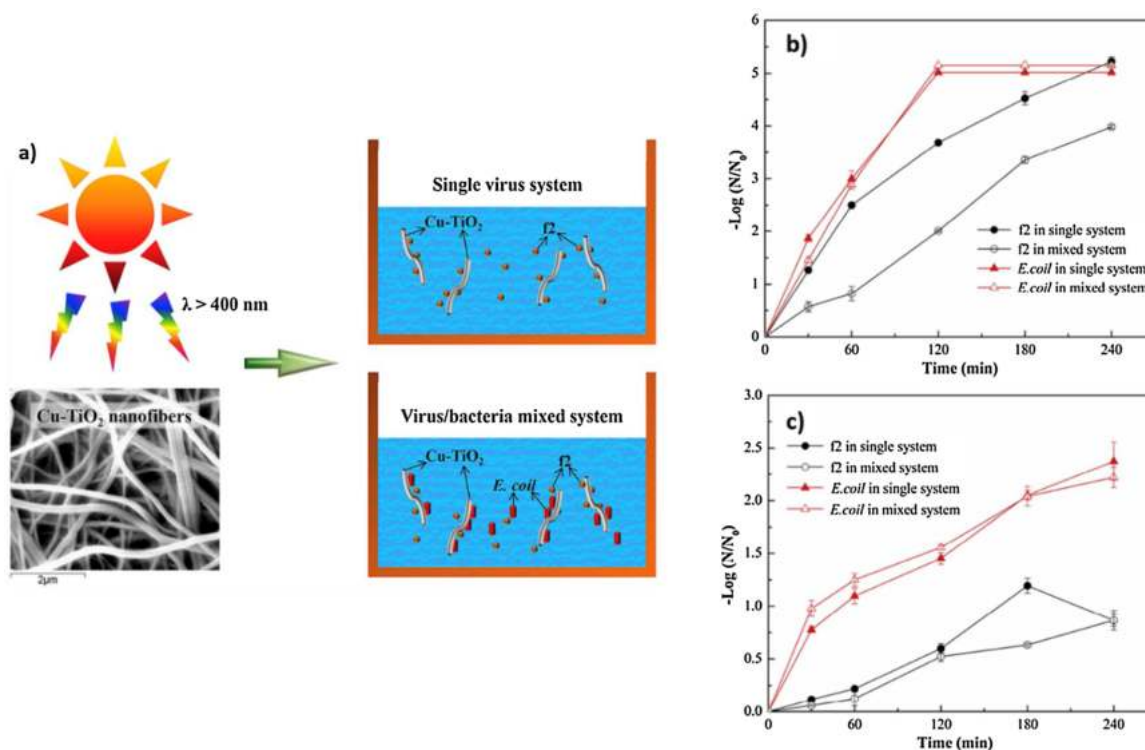 a)
λ > 400 nm
Cu-TiO₂ nanofibers
2μm
Single virus system
Cu-TiO₂
f2
Virus/bacteria mixed system
Cu-TiO₂
E. coil
f2
b)
-Log (N/N₀)
6
5
4
3
2
1
0
f2 in single system
f2 in mixed system
E.coil in single system
E.coil in mixed system
0 60 120 180 240
Time (min)
c)
-Log (N/N₀)
3.0
2.5
2.0
1.5
1.0
0.5
0.0
f2 in single system
f2 in mixed system
E.coil in single system
E.coil in mixed system
0 60 120 180 240
Time (min)